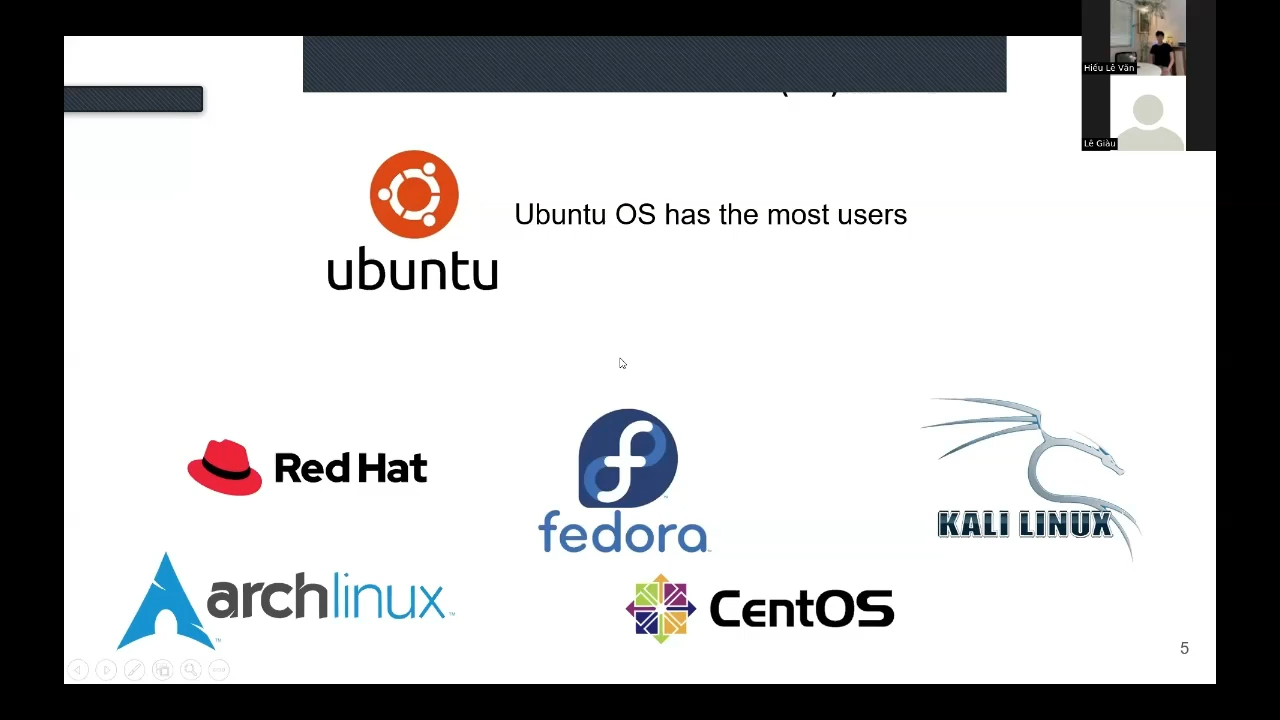 Hiếu Lê Văn
Lê Giàu
ubuntu
Ubuntu OS has the most users
Red Hat
fedora
KALI LINUX
archlinux™
CentOS
5